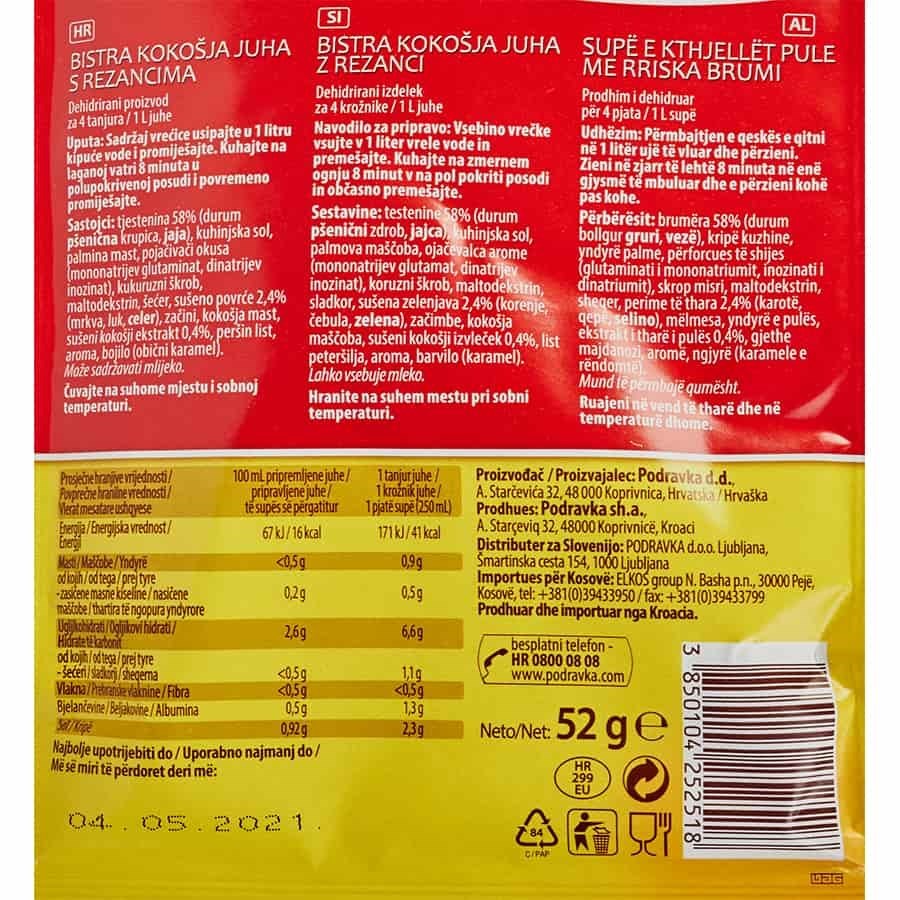 HR
BISTRA KOKOŠJA JUHA
S REZANCIMA
Dehidrirani proizvod
za 4 tanjura / 1 L juhe
Uputa: Sadržaj vrećice usipajte u 1 litru
kipuće vode i promiješajte. Kuhajte na
laganoj vatri 8 minuta u
polupokrivenoj posudi i povremeno
promiješajte.
Sastojci: tjestenina 58% (durum
pšenična krupica, jaja), kuhinjska sol,
palmina mast, pojačivači okusa
(mononatrijev glutaminat, dinatrijev
inozinat), kukuruzni škrob,
maltodekstrin, šećer, sušeno povrće 2,4%
(mrkva, luk, celer), začini, kokošja mast,
sušeni kokošji ekstrakt 0,4%, peršin list,
aroma, bojilo (obični karamel).
Može sadržavati mlijeko.
Čuvajte na suhome mjestu i sobnoj
temperaturi.
SI
BISTRA KOKOŠJA JUHA
Z REZANCI
Dehidrirani izdelek
za 4 krožnike / 1 L juhe
Navodilo za pripravo: Vsebino vrečke
vsujte v 1 liter vrele vode in
premešajte. Kuhajte na zmernem
ognju 8 minut v na pol pokriti posodi
in občasno premešajte.
Sestavine: testenine 58% (durum
pšenični zdrob, jajca), kuhinjska sol,
palmova maščoba, ojačevalca arome
(mononatrijev glutamat, dinatrijev
inozinat), koruzni škrob, maltodekstrin,
sladkor, sušena zelenjava 2,4% (korenje,
čebula, zelena), začimbe, kokošja
maščoba, sušeni kokošji izvleček 0,4%, list
peteršilja, aroma, barvilo (karamel).
Lahko vsebuje mleko.
Hranite na suhem mestu pri sobni
temperaturi.
AL
SUPË E KTHJELLËT PULE
ME RRISKA BRUMI
Prodhim i dehidruar
për 4 pjata / 1 L supë
Udhëzim: Përmbajtjen e qeskës e qitni
në 1 litër ujë të vluar dhe përzieni.
Zieni në zjarr të lehtë 8 minuta në enë
gjysmë të mbuluar dhe e përzieni kohë
pas kohe.
Përbërësit: brumëra 58% (durum
bollgur gruri, vezë), kripë kuzhine,
yndyrë palme, përforcues të shijes
(glutaminati i mononatriumit, inozinati i
dinatriumit), skrop misri, maltodekstrin,
sheqer, perime të thara 2,4% (karotë,
qepë, selino), mëlmesa, yndyrë e pulës,
ekstrakt i tharë i pulës 0,4%, gjethe
majdanozi, aromë, ngjyrë (karamele e
rëndomtë).
Mund të përmbajë qumësht.
Ruajeni në vend të tharë dhe në
temperaturë dhome.
Prosječne hranjive vrijednosti /
Povprečne hranilne vrednosti /
Vlerat mesatare ushqyese
100 mL pripremljene juhe /
pripravljene juhe /
të supës së përgatitur
1 tanjur juhe /
1 krožnik juhe /
1 pjatë supë (250 mL)
Energija / Energijska vrednost /
Energji
67 kJ / 16 kcal
171 kJ / 41 kcal
Masti / Maščobe / Yndyrë
<0,5 g
0,9 g
od kojih / od tega / prej tyre
-zasićene masne kiseline / nasičene
maščobe / thartira të ngopura yndyrore
0,2 g
0,5 g
Ugljikohidrati / Ogljikovi hidrati /
Hidrate të karbonit
2,6 g
6,6 g
od kojih / od tega / prej tyre
- šećeri / sladkorji / sheqerna
<0,5 g
1,1 g
Vlakna / Prehranske vlaknine / Fibra
<0,5 g
<0,5 g
Bjelančevine / Beljakovine / Albumina
0,5 g
1,3 g
Sol / Kripë
0,92 g
2,3 g
Najbolje upotrijebiti do / Uporabno najmanj do /
Më së miri të përdoret deri më:
04. 05. 2021.
Proizvođač / Proizvajalec: Podravka d.d.,
A. Starčevića 32, 48 000 Koprivnica, Hrvatska / Hrvaška
Prodhues: Podravka sh.a.,
A. Starçeviq 32, 48000 Koprivnicë, Kroaci
Distributer za Slovenijo: PODRAVKA d.o.o. Ljubljana,
Šmartinska cesta 154, 1000 Ljubljana
Importues për Kosovë: ELKOS group N. Basha p.n., 30000 Pejë,
Kosovë, tel: +381(0)39433950 / fax: +381(0)39433799
Prodhuar dhe importuar nga Kroacia.
besplatni telefon -
HR 0800 08 08
www.podravka.com
Neto/Net: 52 g e
HR
299
EU
84
C/PAP
3 850104 252518